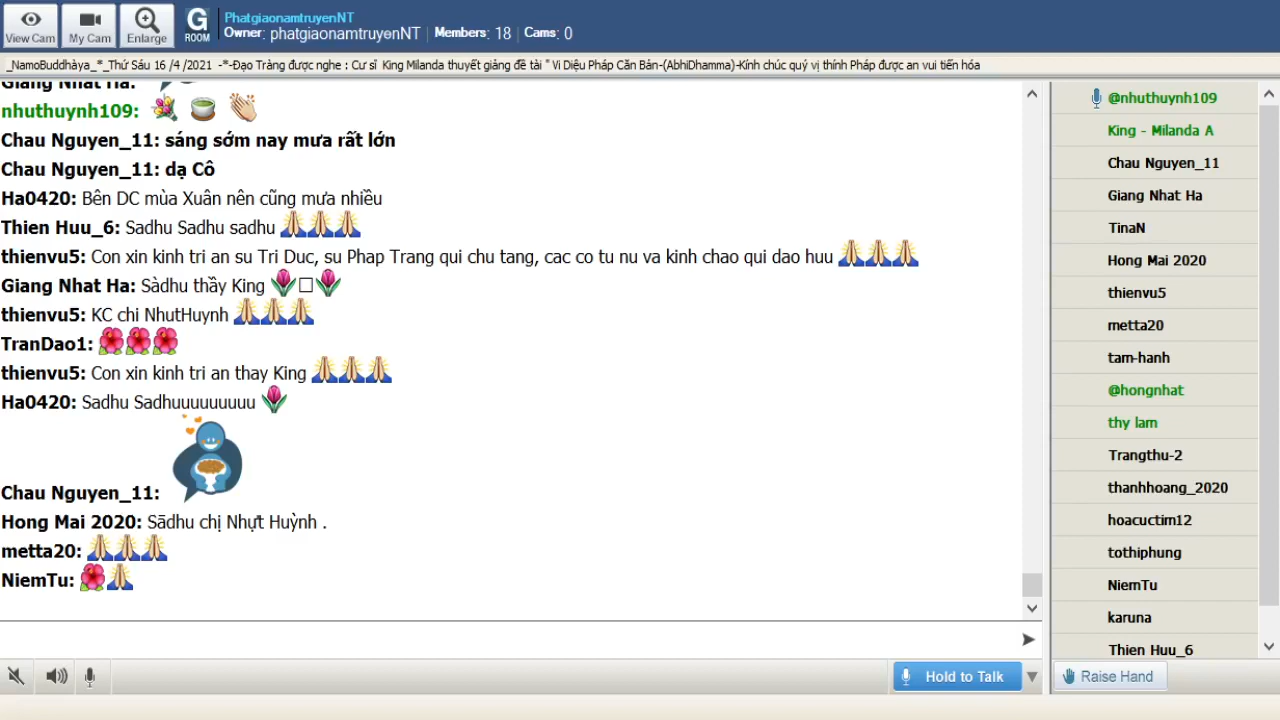 View Cam
My Cam
Enlarge
G
ROOM
PhatgiaonamtruyenNT
Owner: phatgiaonamtruyenNT | Members: 18 | Cams: 0
_NamoBuddhàya_*_Thứ Sáu 16 /4 /2021 -*-Đạo Tràng được nghe : Cư sĩ King Milanda thuyết giảng đề tài " Vi Diệu Pháp Căn Bản-(AbhiDhamma)-Kính chúc quý vị thính Pháp được an vui tiến hóa
Giang Nhat Ha:
nhuthuynh109:
Chau Nguyen_11: sáng sớm nay mưa rất lớn
Chau Nguyen_11: dạ Cô
Ha0420: Bên DC mùa Xuân nên cũng mưa nhiều
Thien Huu_6: Sadhu Sadhu sadhu
thienvu5: Con xin kinh tri an su Tri Duc, su Phap Trang qui chu tang, cac co tu nu va kinh chao qui dao huu
Giang Nhat Ha: Sàdhu thầy King
thienvu5: KC chi NhutHuynh
TranDao1:
thienvu5: Con xin kinh tri an thay King
Ha0420: Sadhu Sadhuuuuuuuuu
Chau Nguyen_11:
Hong Mai 2020: Sādhu chị Nhựt Huỳnh .
metta20:
NiemTu:
@nhuthuynh109
King - Milanda A
Chau Nguyen_11
Giang Nhat Ha
TinaN
Hong Mai 2020
thienvu5
metta20
tam-hanh
@hongnhat
thy lam
Trangthu-2
thanhhoang_2020
hoacuctim12
tothiphung
NiemTu
karuna
Thien Huu_6
Hold to Talk
Raise Hand